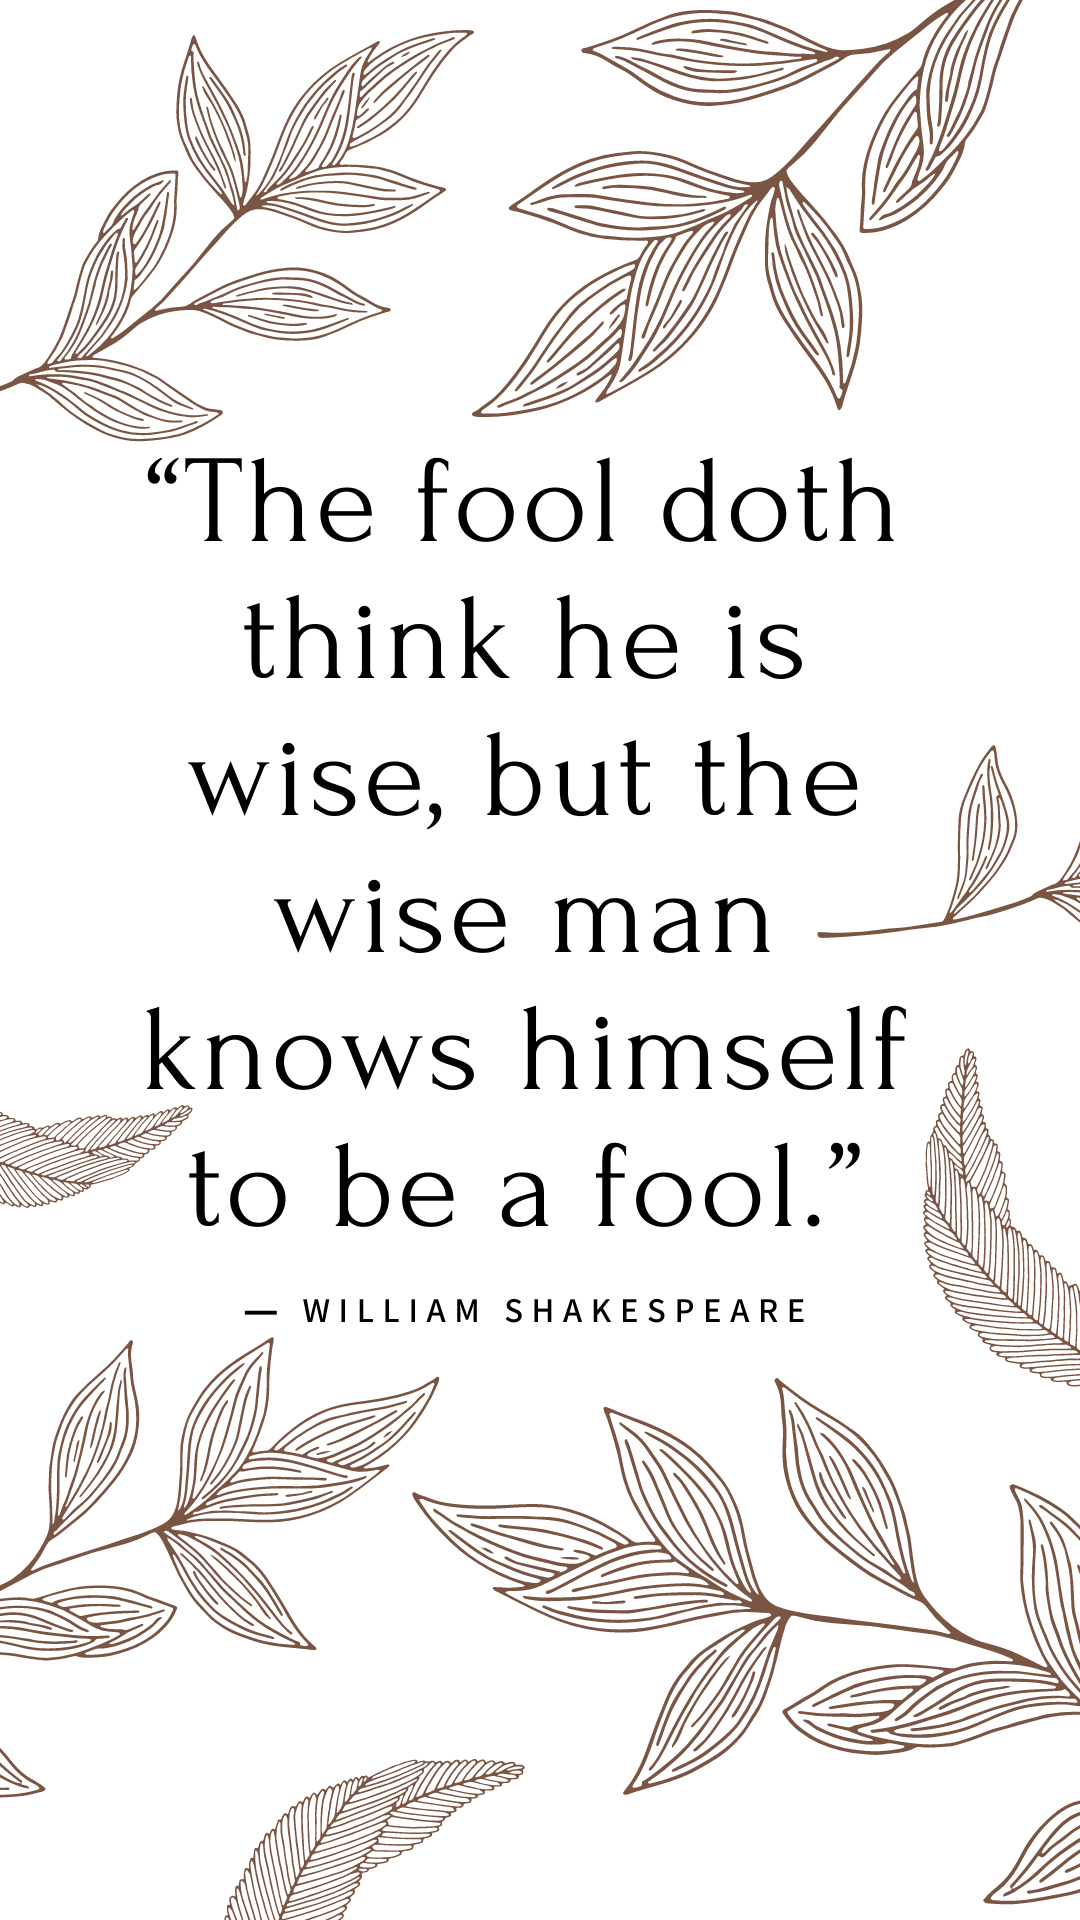 “The fool doth
think he is
wise, but the
wise man
knows himself
to be a fool.”
— WILLIAM SHAKESPEARE